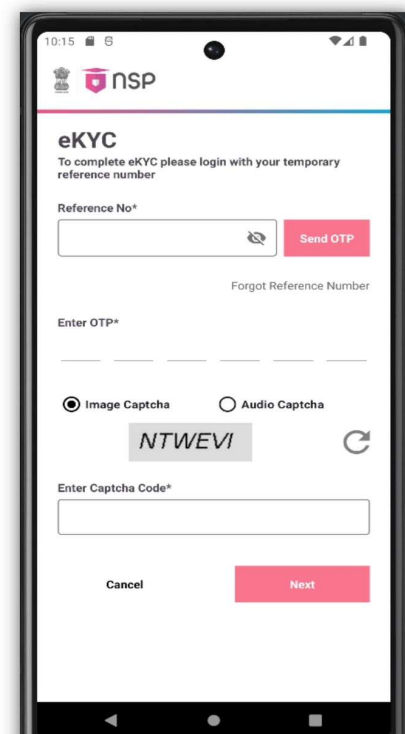 10:15
nsp
eKYC
To complete eKYC please login with your temporary
reference number
Reference No*
Send OTP
Forgot Reference Number
Enter OTP*
Image Captcha Audio Captcha
NTWEVI
Enter Captcha Code*
Cancel Next